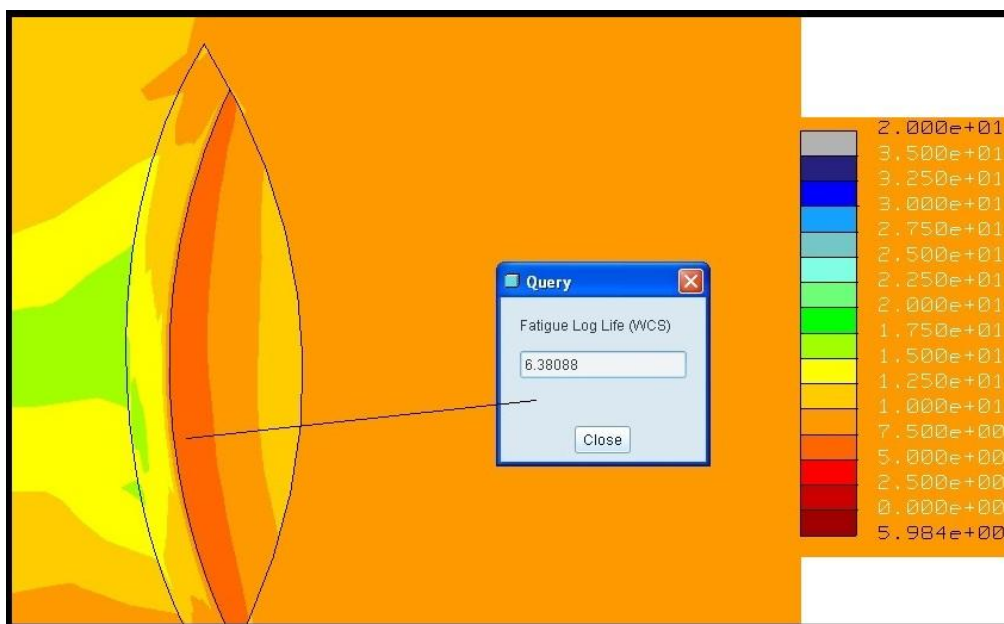 Query
Fatigue Log Life (WCS)
6.38088
Close
2.000e+01
3.500e+01
3.250e+01
3.000e+01
2.750e+01
2.500e+01
2.250e+01
2.000e+01
1.750e+01
1.500e+01
1.250e+01
1.000e+01
7.500e+00
5.000e+00
2.500e+00
0.000e+00
5.984e+00